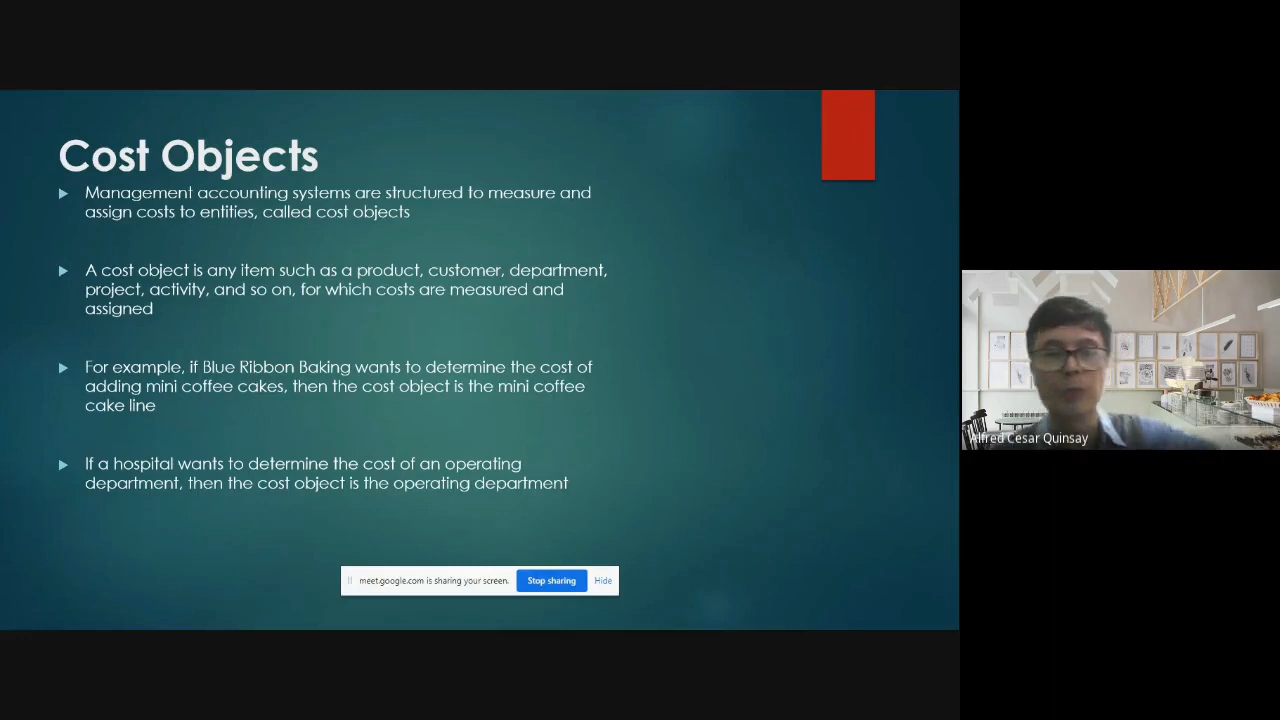 Cost Objects
Management accounting systems are structured to measure and
assign costs to entities, called cost objects
A cost object is any item such as a product, customer, department,
project, activity, and so on, for which costs are measured and
assigned
For example, if Blue Ribbon Baking wants to determine the cost of
adding mini coffee cakes, then the cost object is the mini coffee
cake line
If a hospital wants to determine the cost of an operating
department, then the cost object is the operating department
meet.google.com is sharing your screen.
Stop sharing
Hide
Alfred Cesar Quinsay